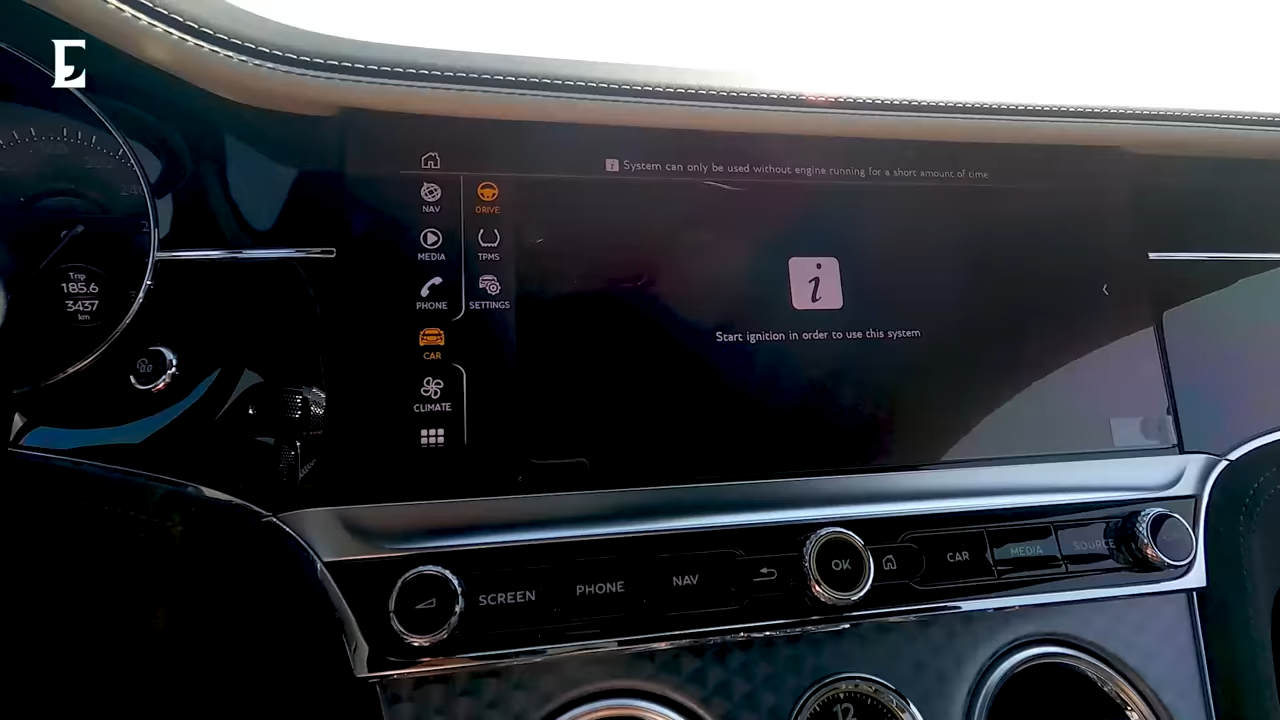 E
System can only be used without engine running for a short amount of time
NAV
DRIVE
MEDIA
TPMS
PHONE
SETTINGS
Start ignition in order to use this system
CAR
CLIMATE
Trip
185.6
3437
km
SCREEN
PHONE
NAV
OK
CAR
MEDIA
SOURCE
12